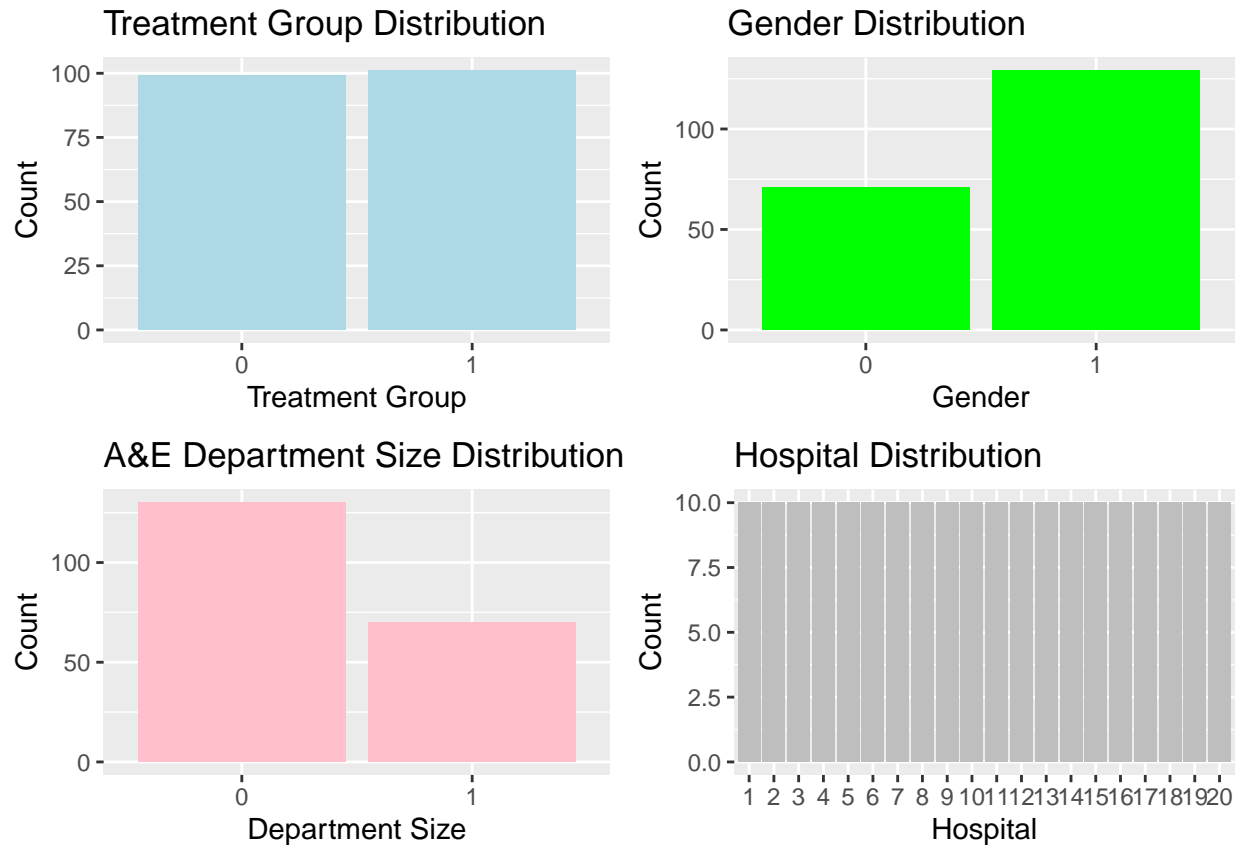 Treatment Group Distribution
100
75
50
25
0
Count
0 1
Treatment Group
Gender Distribution
100
50
0
Count
0 1
Gender
A&E Department Size Distribution
100
50
0
Count
0 1
Department Size
Hospital Distribution
10.0
7.5
5.0
2.5
0.0
Count
1 2 3 4 5 6 7 8 9 10 11 12 13 14 15 16 17 18 19 20
Hospital